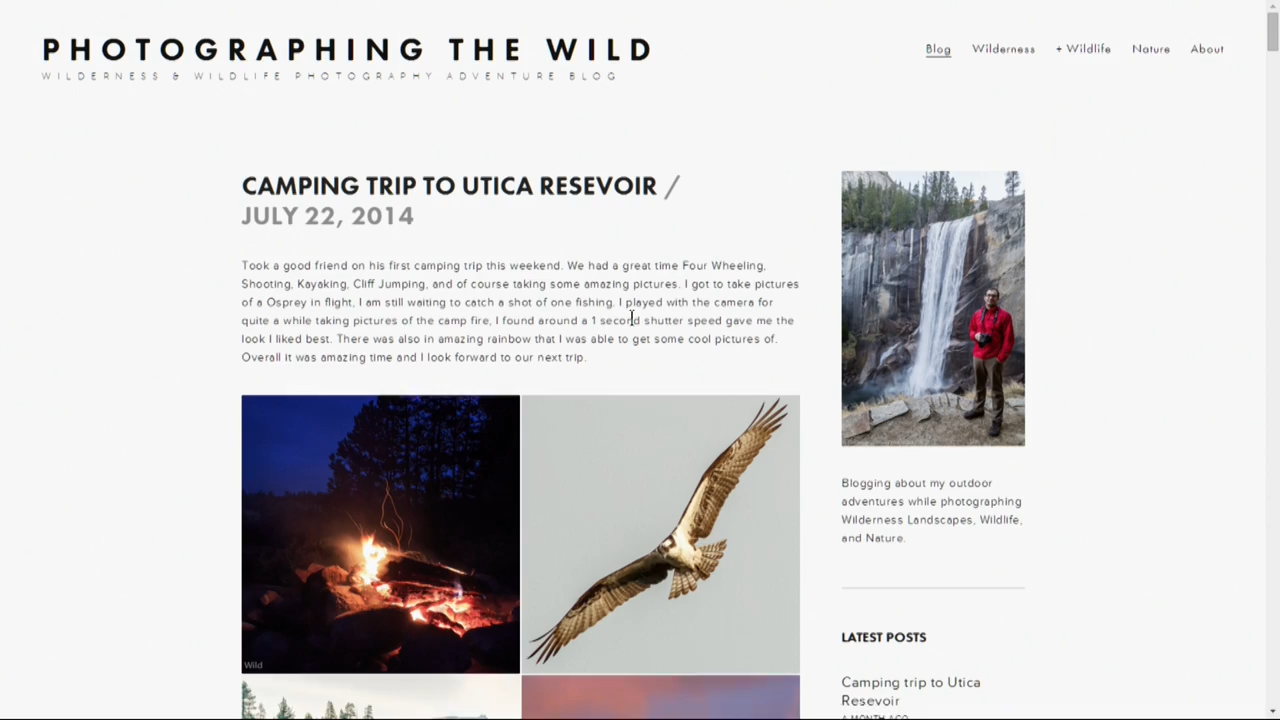 PHOTOGRAPHING THE WILD
WILDERNESS & WILDLIFE PHOTOGRAPHY ADVENTURE BLOG
Blog Wilderness + Wildlife Nature About
CAMPING TRIP TO UTICA RESEVOIR /
JULY 22, 2014
Took a good friend on his first camping trip this weekend. We had a great time Four Wheeling,
Shooting, Kayaking, Cliff Jumping, and of course taking some amazing pictures. I got to take pictures
of a Osprey in flight, I am still waiting to catch a shot of one fishing. I played with the camera for
quite a while taking pictures of the camp fire, I found around a 1 second shutter speed gave me the
look I liked best. There was also in amazing rainbow that I was able to get some cool pictures of.
Overall it was amazing time and I look forward to our next trip.
Wild
Blogging about my outdoor
adventures while photographing
Wilderness Landscapes, Wildlife,
and Nature.
LATEST POSTS
Camping trip to Utica
Resevoir
A MONTH AGO